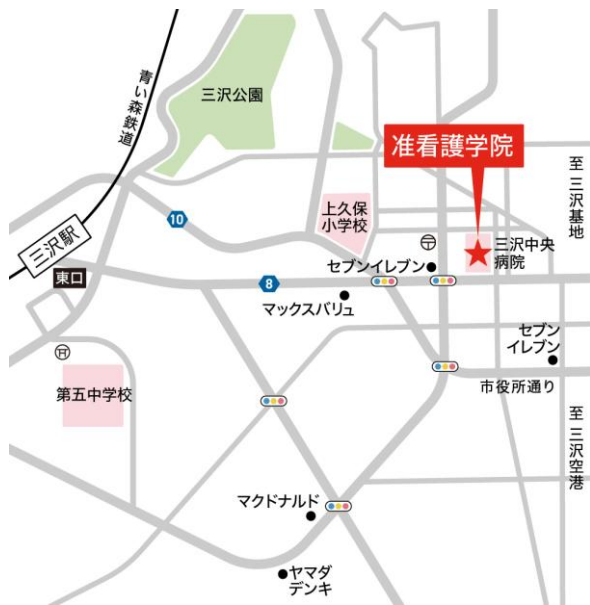 青い森鉄道
三沢公園
准看護学院
至 三沢基地
10
上久保
小学校
三沢駅
東口
〒
三沢中央
病院
セブンイレブン
8
マックスバリュ
セブン
イレブン
第五中学校
市役所通り
至 三沢空港
マクドナルド
ヤマダ
デンキ